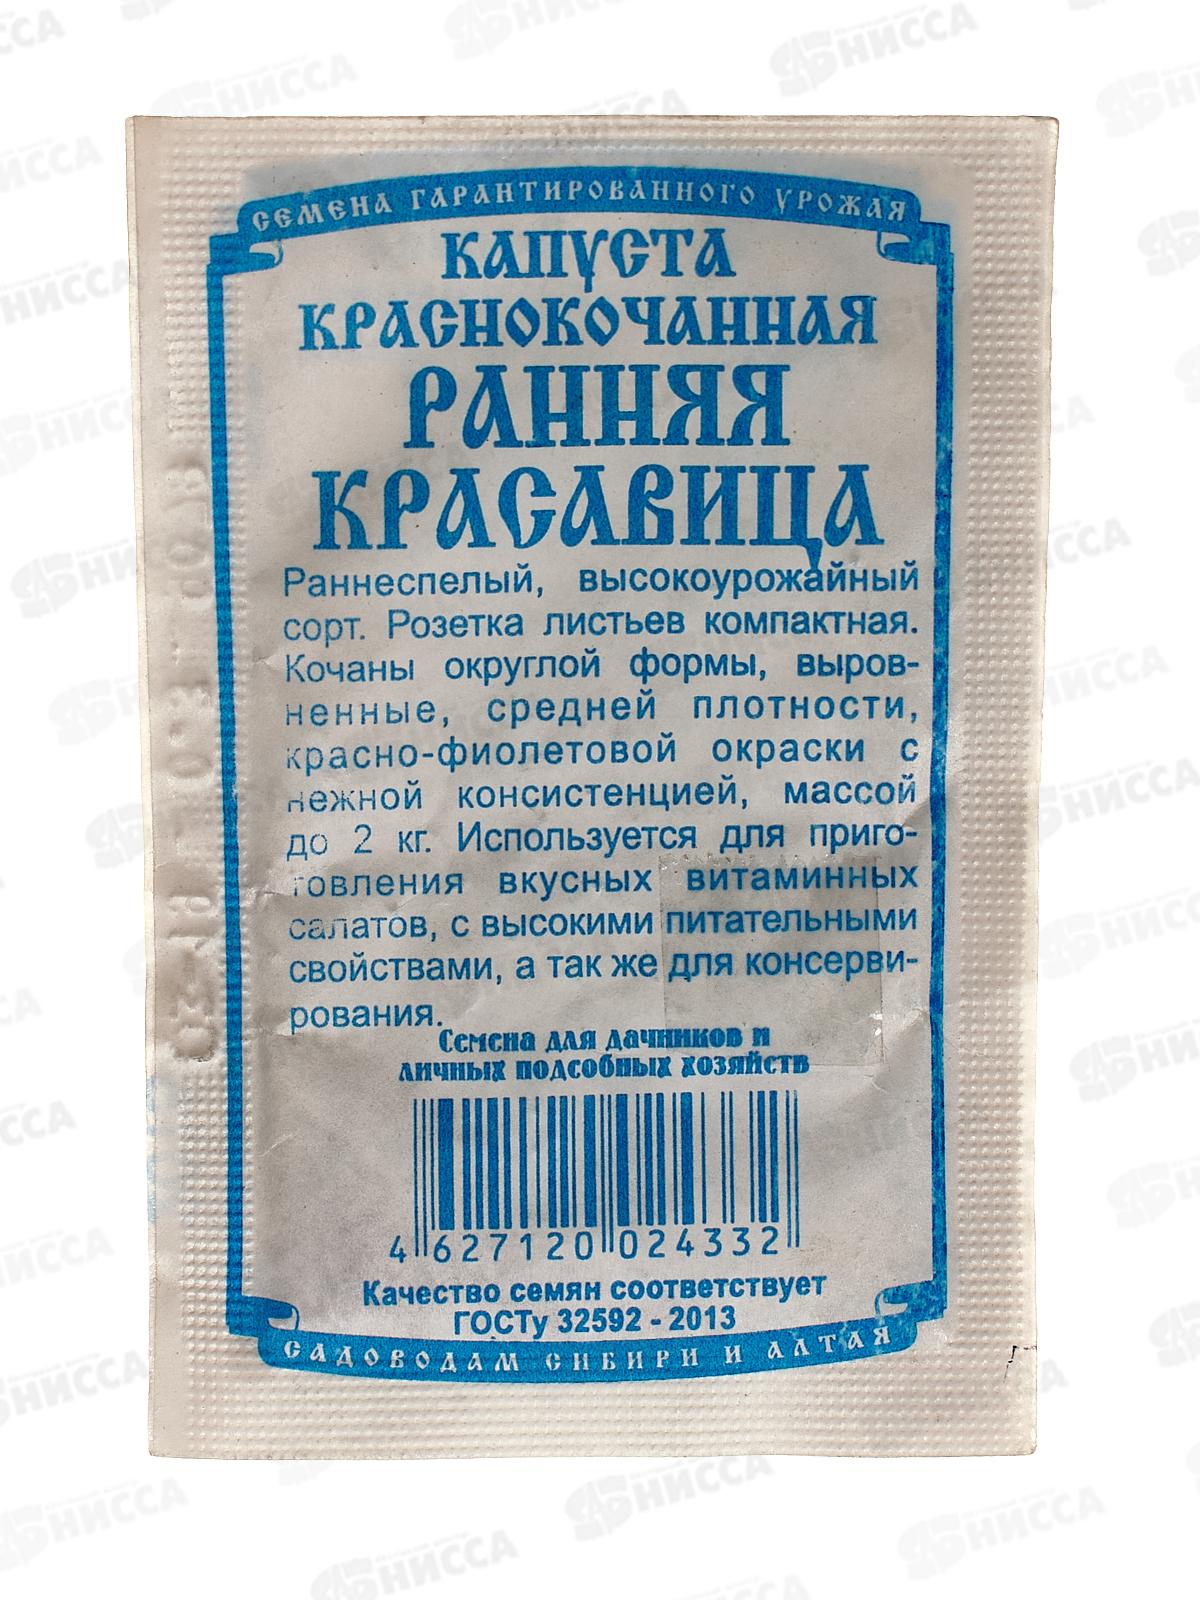 СЕМЕНА ГАРАНТИРОВАННОГО УРОЖАЯ
КАПУСТА
КРАСНОКОЧАННАЯ
РАННЯЯ
КРАСАВИЦА
Раннеспелый, высокоурожайный
сорт. Розетка листьев компактная.
Кочаны округлой формы, выров-
ненные, средней плотности,
красно-фиолетовой окраски с
нежной консистенцией, массой
до 2 кг. Используется для приго-
товления вкусных витаминных
салатов, с высокими питательными
свойствами, а так же для консерви-
рования.
Семена для дачников и
личных подсобных хозяйств
4 627120 024332
Качество семян соответствует
ГОСТу 32592 - 2013
САДОВОДАМ СИБИРИ И АЛТАЯ
НИССА